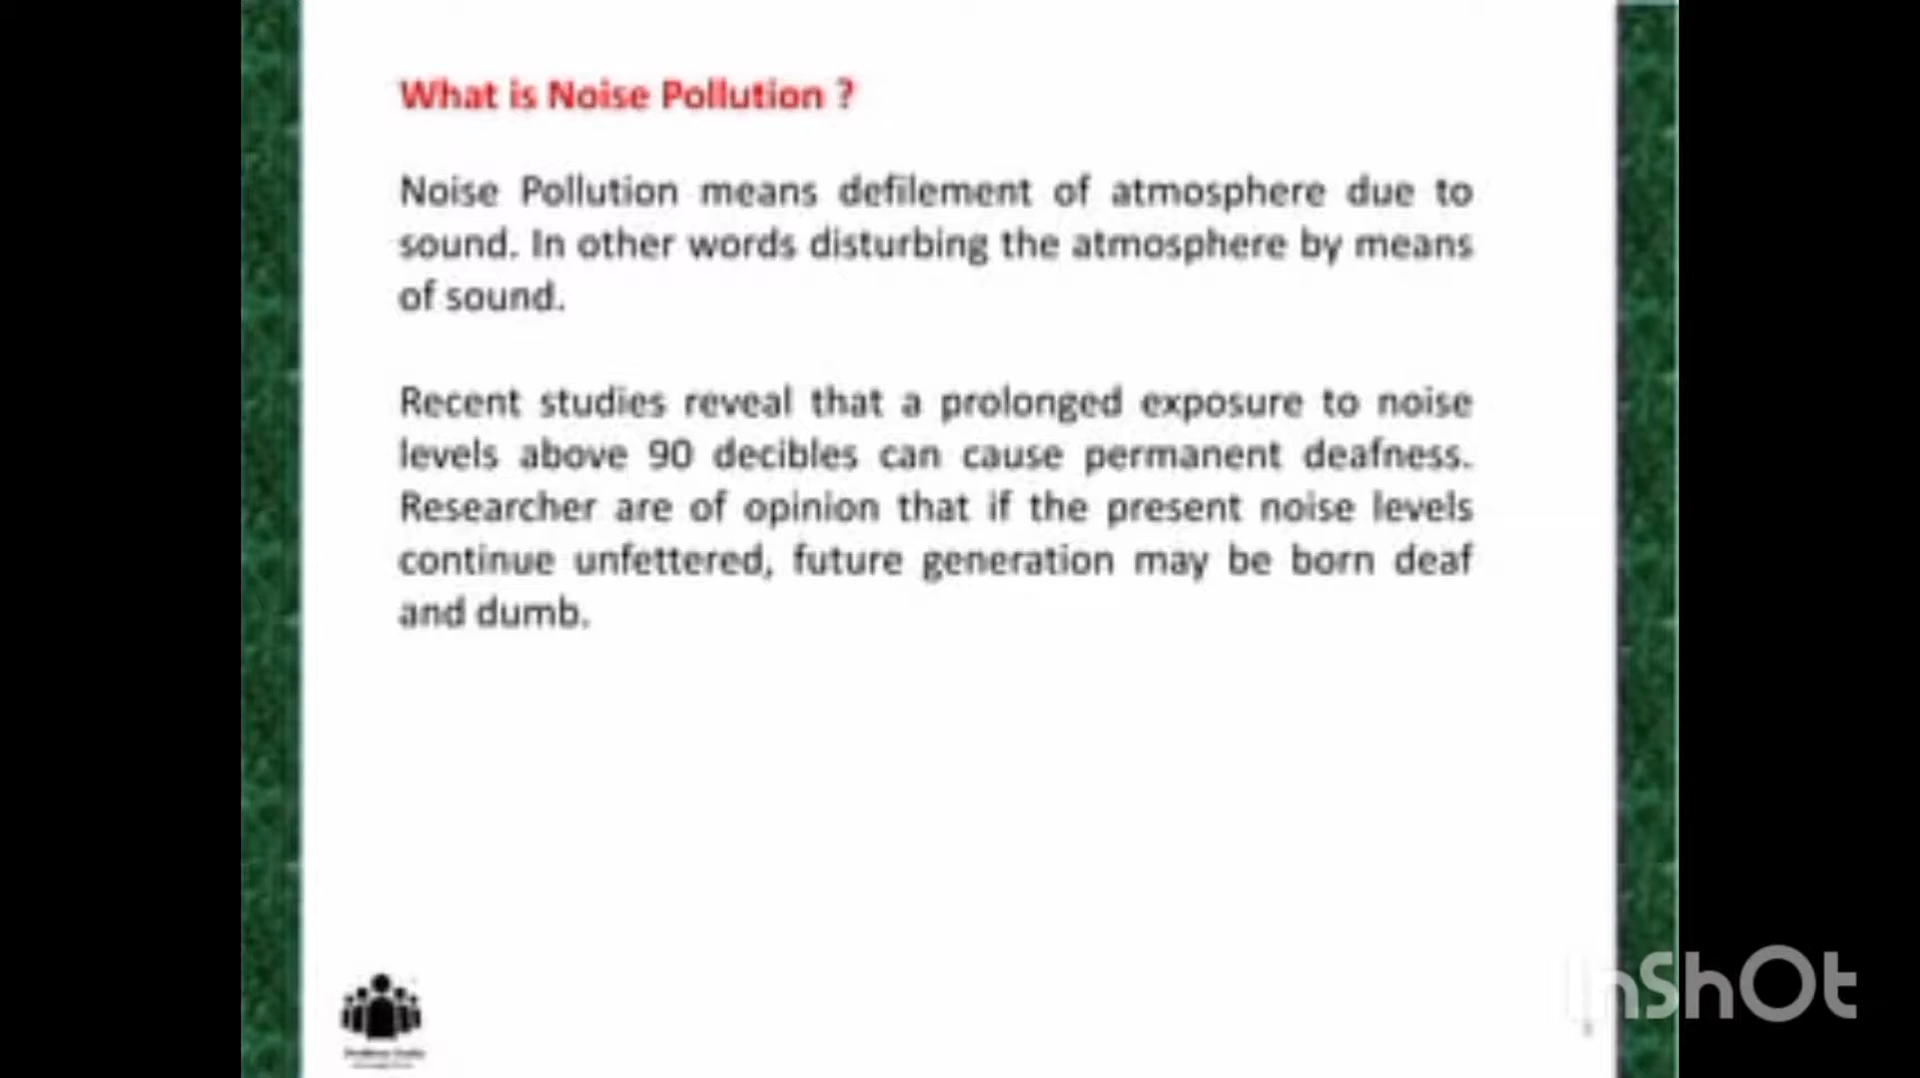 What is Noise Pollution ?
Noise Pollution means defilement of atmosphere due to
sound. In other words disturbing the atmosphere by means
of sound.
Recent studies reveal that a prolonged exposure to noise
levels above 90 decibles can cause permanent deafness.
Researcher are of opinion that if the present noise levels
continue unfettered, future generation may be born deaf
and dumb.
InShOt